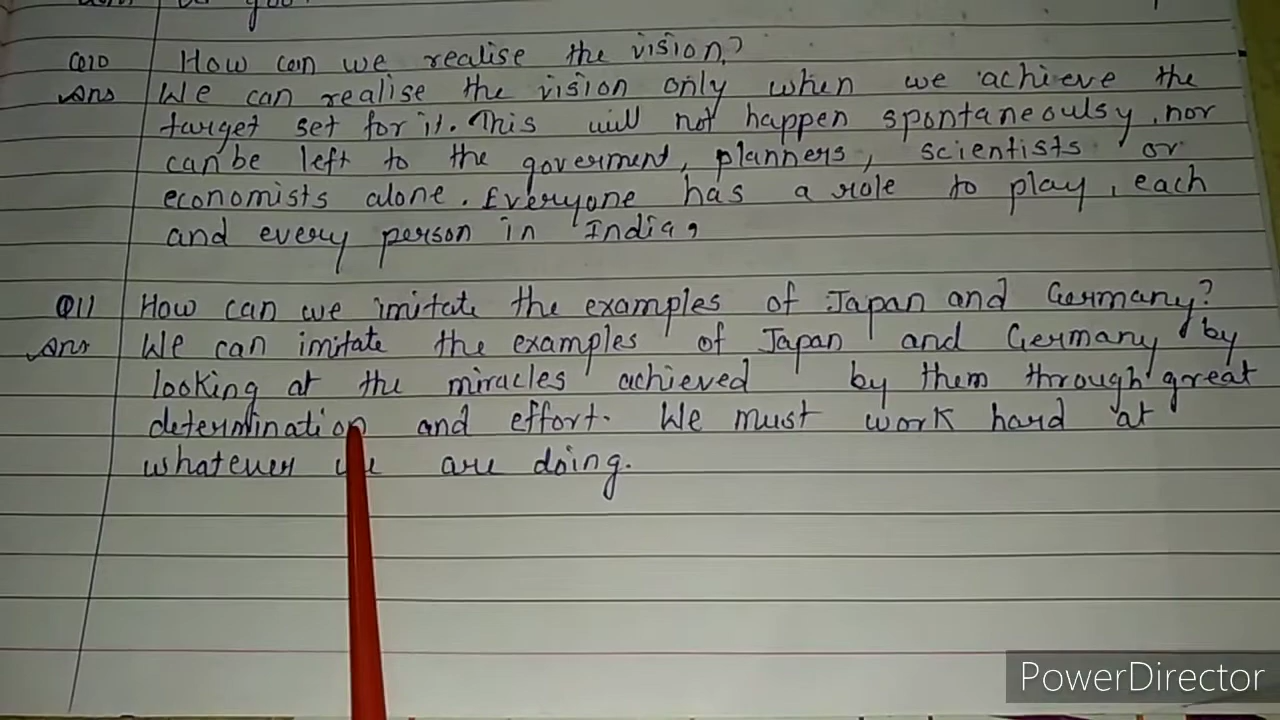 Q10 How can we realise the vision?
Ans We can realise the vision only when we achieve the
target set for it. This will not happen spontaneoulsy, nor
can be left to the goverment, planners, scientists or
economists alone. Everyone has a role to play, each
and every person in India,
Q11 How can we imitate the examples of Japan and Germany?
Ans We can imitate the examples of Japan and Germany by
looking at the miracles achieved by them through great
determination and effort. We must work hard at
whatever we are doing.
PowerDirector